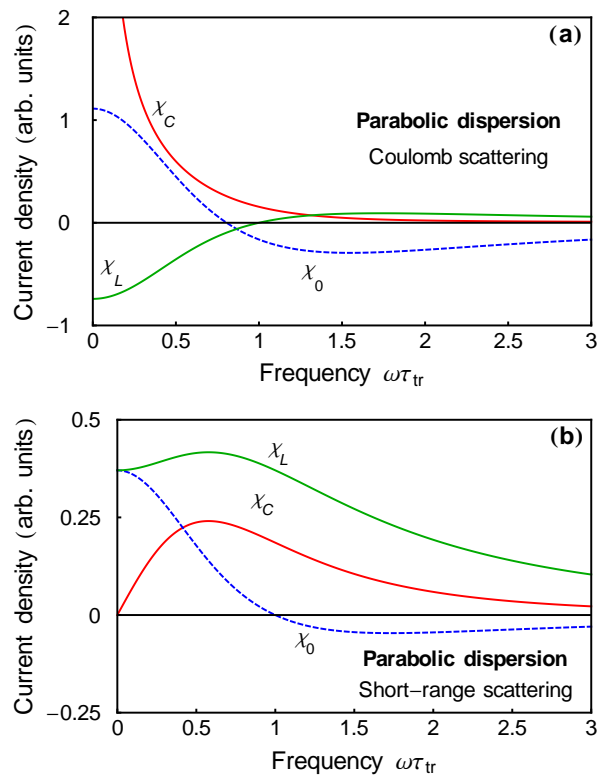 (a)
2
1
0
−1
Current density (arb. units)
χC
χL
χ0
Parabolic dispersion
Coulomb scattering
0 0.5 1 1.5 2 2.5 3
Frequency ωτtr
(b)
0.5
0.25
0
−0.25
Current density (arb. units)
χL
χC
χ0
Parabolic dispersion
Short−range scattering
0 0.5 1 1.5 2 2.5 3
Frequency ωτtr